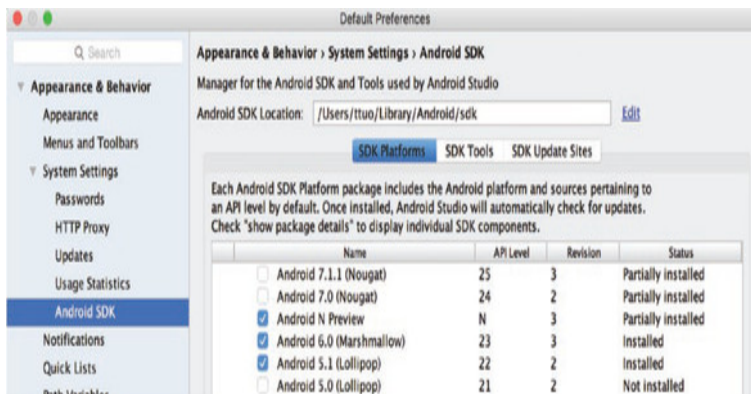 Default Preferences
Search
Appearance & Behavior
Appearance
Menus and Toolbars
System Settings
Passwords
HTTP Proxy
Updates
Usage Statistics
Android SDK
Notifications
Quick Lists
Path Variables
Appearance & Behavior › System Settings › Android SDK
Manager for the Android SDK and Tools used by Android Studio
Android SDK Location: /Users/ttuo/Library/Android/sdk Edit
SDK Platforms SDK Tools SDK Update Sites
Each Android SDK Platform package includes the Android platform and sources pertaining to
an API level by default. Once installed, Android Studio will automatically check for updates.
Check "show package details" to display individual SDK components.
Name API Level Revision Status
Android 7.1.1 (Nougat) 25 3 Partially installed
Android 7.0 (Nougat) 24 2 Partially installed
Android N Preview N 3 Partially installed
Android 6.0 (Marshmallow) 23 3 Installed
Android 5.1 (Lollipop) 22 2 Installed
Android 5.0 (Lollipop) 21 2 Not installed